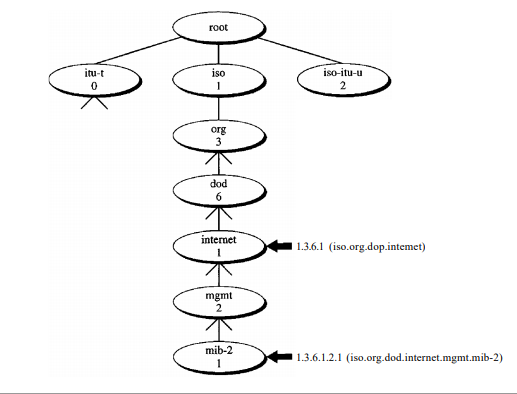 root
itu-t
0
iso
1
iso-itu-u
2
org
3
dod
6
internet
1
1.3.6.1 (iso.org.dop.intemet)
mgmt
2
mib-2
1
1.3.6.1.2.1 (iso.org.dod.internet.mgmt.mib-2)